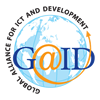 GLOBAL ALLIANCE FOR ICT AND DEVELOPMENT
G@ID